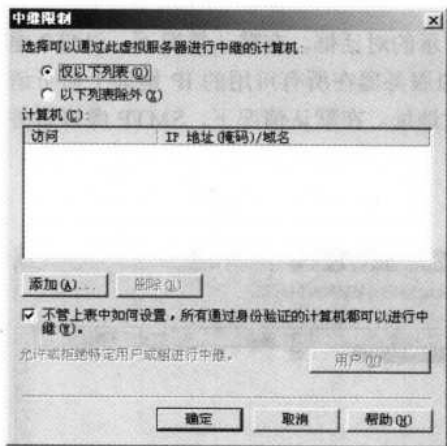 中继限制
选择可以通过此虚拟服务器进行中继的计算机:
仅以下列表(O)
以下列表除外(X)
计算机(C):
访问 IP 地址(掩码)/域名
添加(A)... 删除(R)
不管上表中如何设置，所有通过身份验证的计算机都可以进行中
继(W)。
允许或拒绝特定用户或组进行中继。 用户(U)
确定 取消 帮助(H)